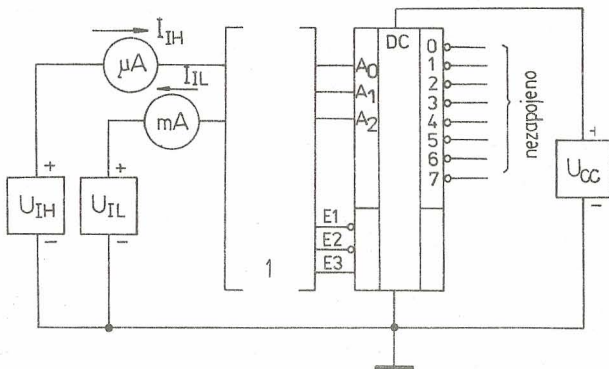 I_IH
μA
I_IL
mA
+
+
U_IH
U_IL
−
−
1
A0
A1
A2
E1
E2
E3
DC
0
1
2
3
4
5
6
7
nezapojeno
+
U_CC
−